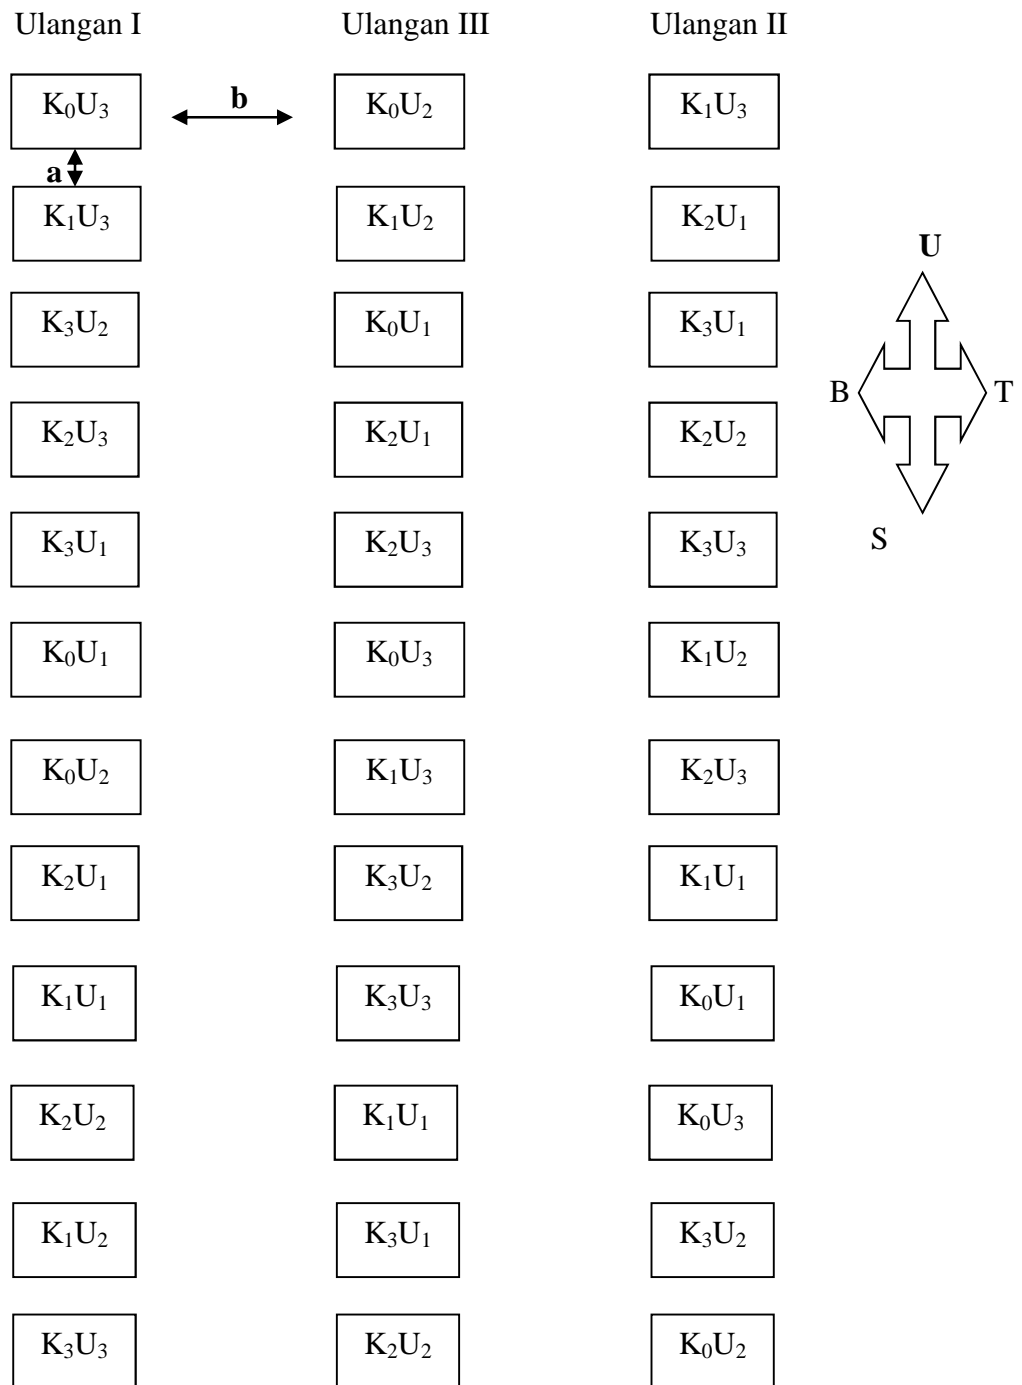 Ulangan I Ulangan III Ulangan II
K₀U₃ b K₀U₂ K₁U₃
a
K₁U₃ K₁U₂ K₂U₁
U
K₃U₂ K₀U₁ K₃U₁
B T
K₂U₃ K₂U₁ K₂U₂
K₃U₁ K₂U₃ K₃U₃
S
K₀U₁ K₀U₃ K₁U₂
K₀U₂ K₁U₃ K₂U₃
K₂U₁ K₃U₂ K₁U₁
K₁U₁ K₃U₃ K₀U₁
K₂U₂ K₁U₁ K₀U₃
K₁U₂ K₃U₁ K₃U₂
K₃U₃ K₂U₂ K₀U₂